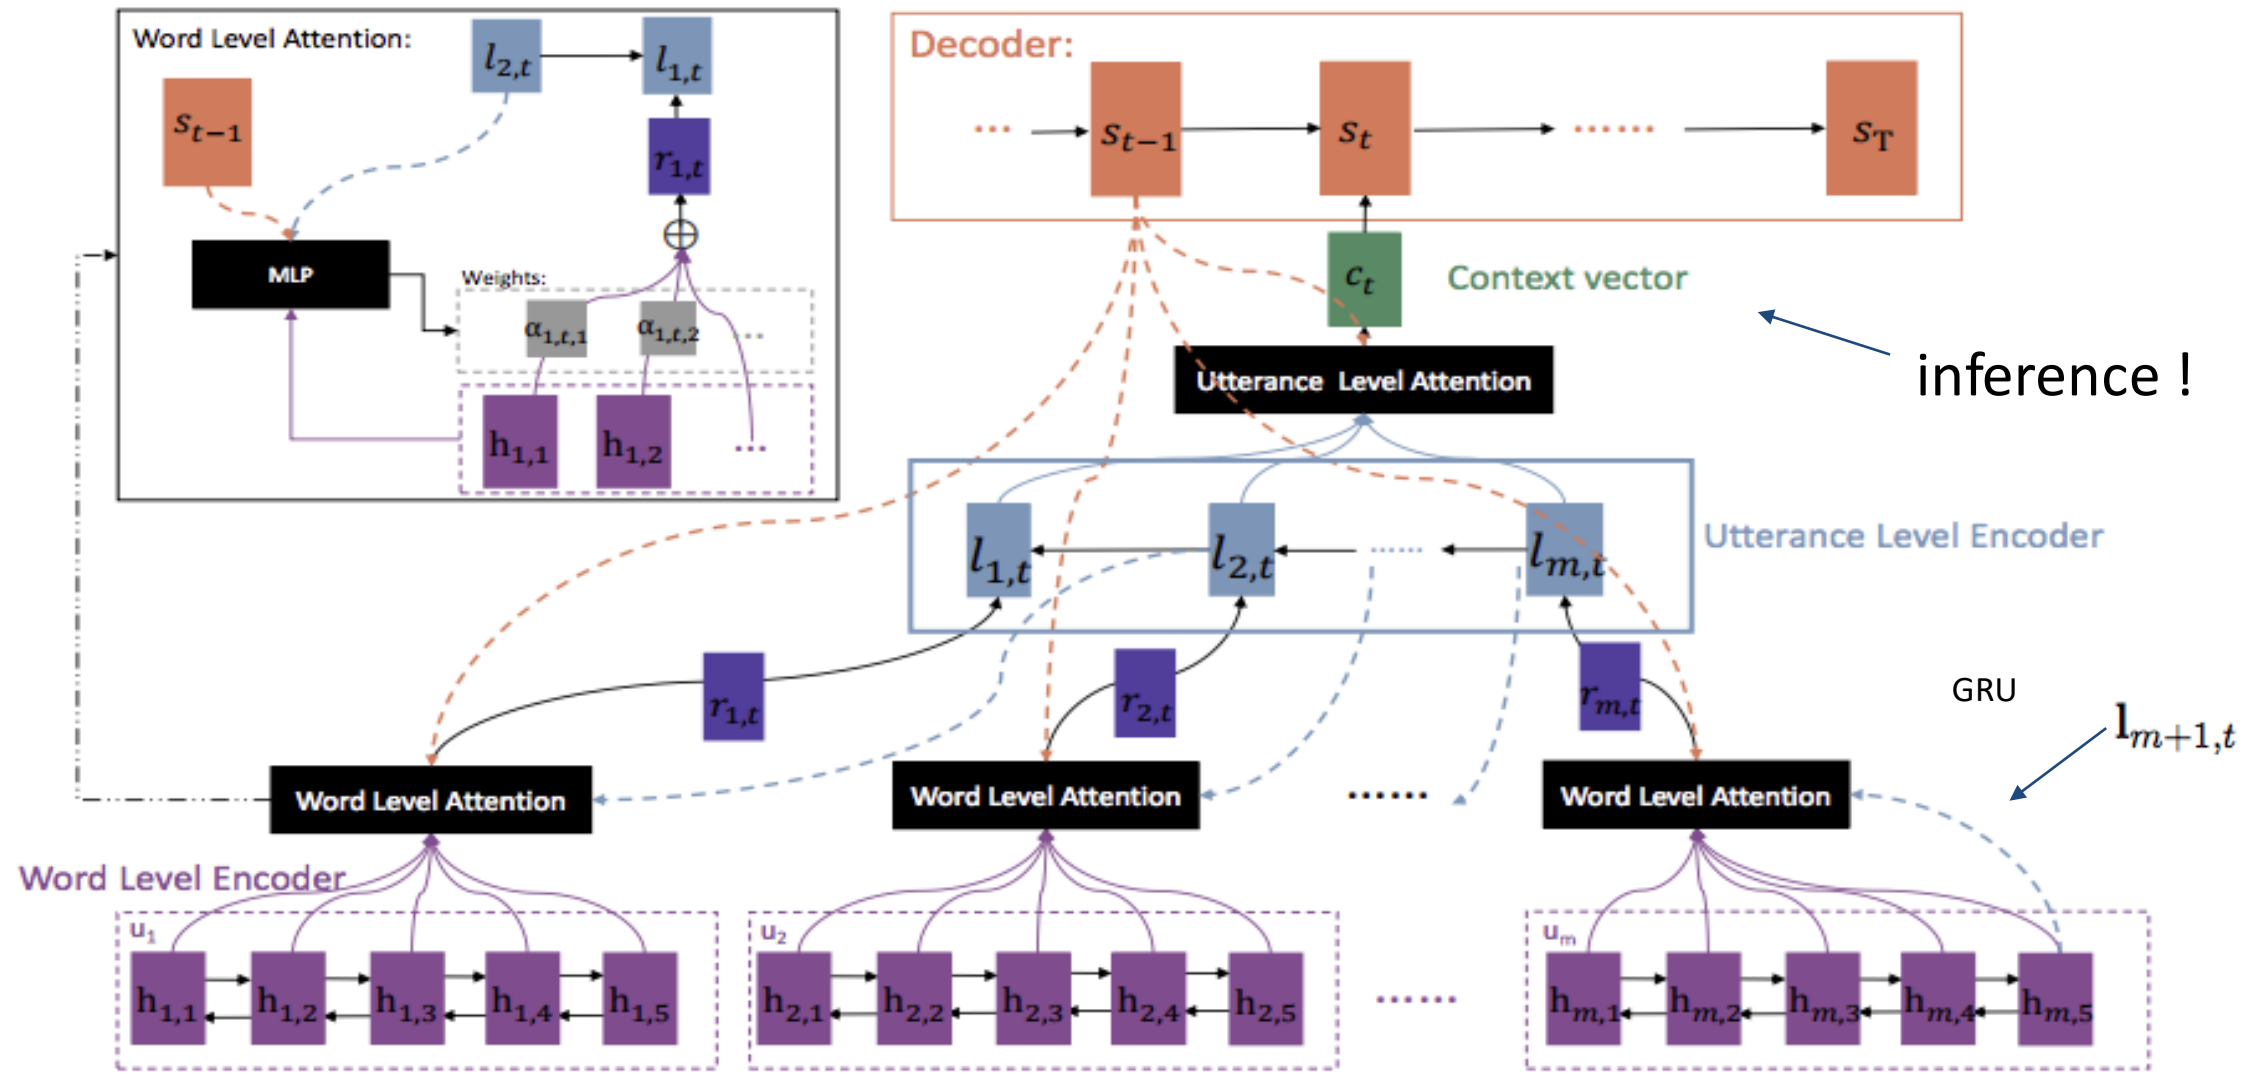 Word Level Attention:
l2,t
l1,t
st−1
r1,t
MLP
Weights:
α1,t,1
α1,t,2
...
h1,1
h1,2
...
Decoder:
...
st−1
st
......
sT
ct
Context vector
inference !
Utterance Level Attention
l1,t
l2,t
......
lm,t
Utterance Level Encoder
r1,t
r2,t
rm,t
GRU
lm+1,t
Word Level Attention
Word Level Attention
......
Word Level Attention
Word Level Encoder
u1
h1,1
h1,2
h1,3
h1,4
h1,5
u2
h2,1
h2,2
h2,3
h2,4
h2,5
......
um
hm,1
hm,2
hm,3
hm,4
hm,5